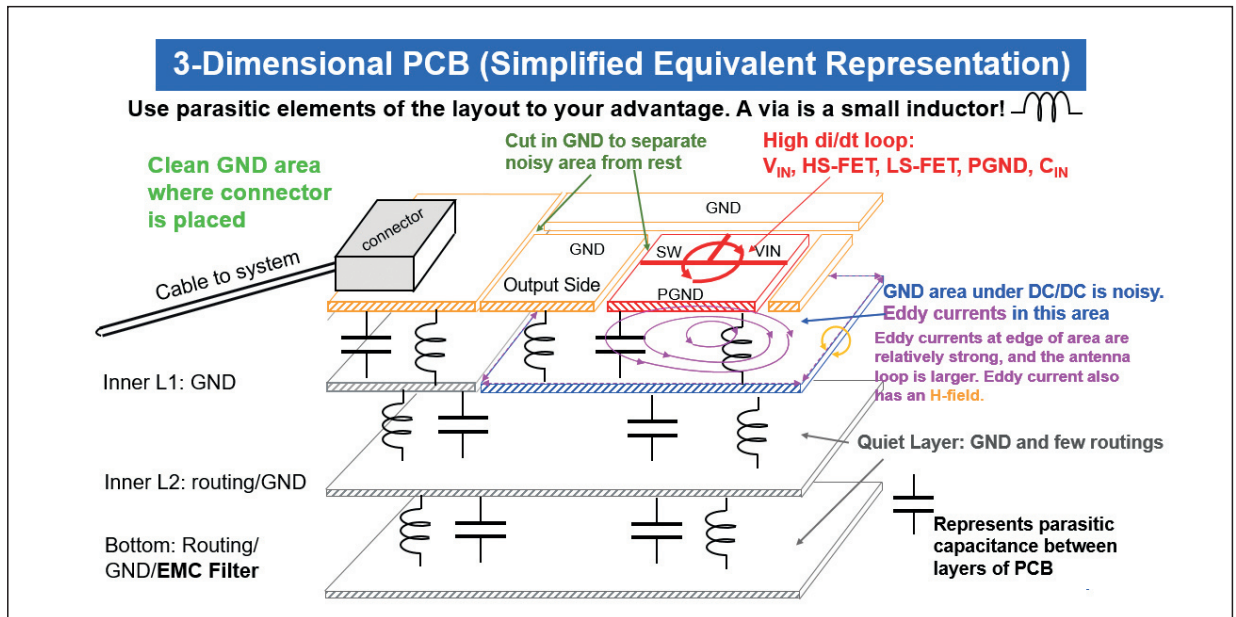 3-Dimensional PCB (Simplified Equivalent Representation)
Use parasitic elements of the layout to your advantage. A via is a small inductor!
Clean GND area
where connector
is placed
Cut in GND to separate
noisy area from rest
High di/dt loop:
VIN, HS-FET, LS-FET, PGND, CIN
connector
Cable to system
GND
GND
Output Side
SW
VIN
PGND
GND area under DC/DC is noisy.
Eddy currents in this area
Eddy currents at edge of area are
relatively strong, and the antenna
loop is larger. Eddy current also
has an H-field.
Inner L1: GND
Quiet Layer: GND and few routings
Inner L2: routing/GND
Bottom: Routing/
GND/EMC Filter
Represents parasitic
capacitance between
layers of PCB